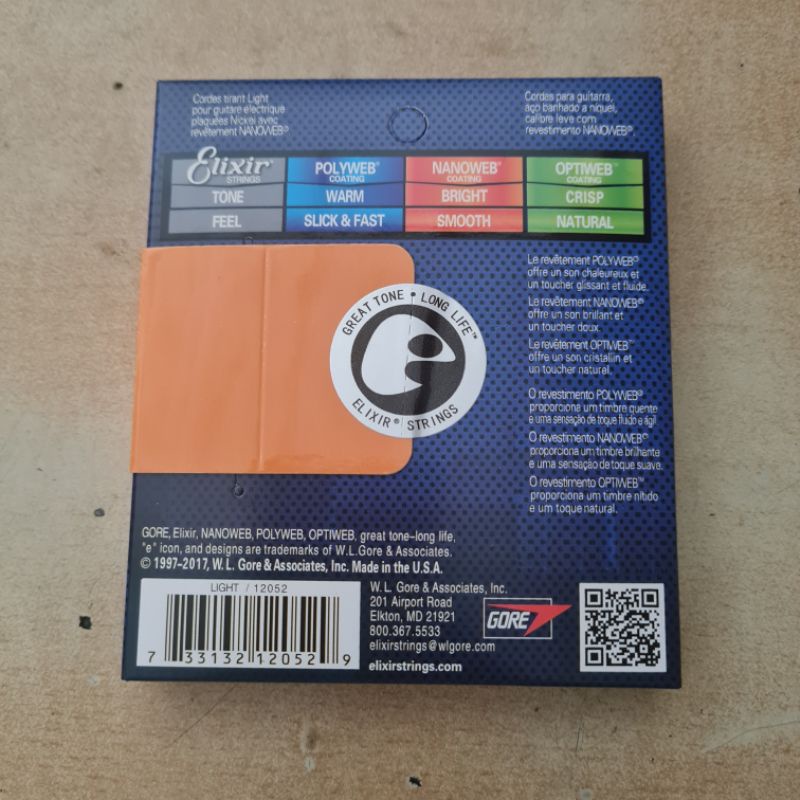 Cordas tirant Light
pour guitare électrique
plaquées Nickel avec
revêtement NANOWEB®
Cordas para guitarra,
aço banhado a níquel,
calibre leve com
revestimento NANOWEB®
Elixir®
STRINGS
POLYWEB®
COATING
NANOWEB®
COATING
OPTIWEB™
COATING
TONE
WARM
BRIGHT
CRISP
FEEL
SLICK & FAST
SMOOTH
NATURAL
Le revêtement POLYWEB®
offre un son chaleureux et
un toucher glissant et fluide.
Le revêtement NANOWEB®
offre un son brillant et
un toucher doux.
Le revêtement OPTIWEB™
offre un son cristallin et
un toucher naturel.
GREAT TONE • LONG LIFE™
ELIXIR® STRINGS
O revestimento POLYWEB®
proporciona um timbre quente
e uma sensação de toque fluido e ágil
O revestimento NANOWEB®
proporciona um timbre brilhante
e uma sensação de toque suave.
O revestimento OPTIWEB™
proporciona um timbre nítido
e um toque natural.
GORE, Elixir, NANOWEB, POLYWEB, OPTIWEB, great tone–long life,
"e" icon, and designs are trademarks of W.L.Gore & Associates.
© 1997–2017, W. L. Gore & Associates, Inc. Made in the U.S.A.
LIGHT / 12052
7 33132 12052 9
W. L. Gore & Associates, Inc.
201 Airport Road
Elkton, MD 21921
800.367.5533
elixirstrings@wlgore.com
elixirstrings.com
GORE